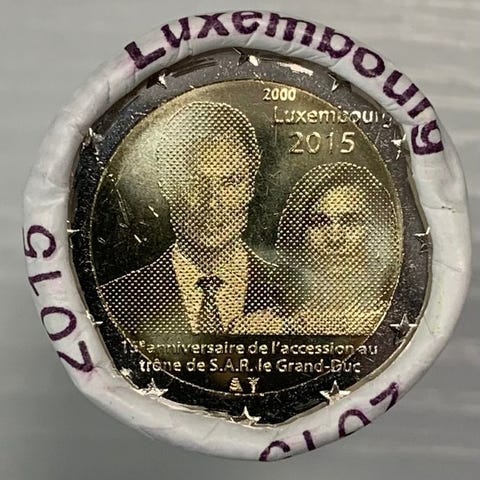 Luxembourg
2015
2015
2000
Luxembourg
2015
15e anniversaire de l'accession au
trône de S.A.R. le Grand-Duc